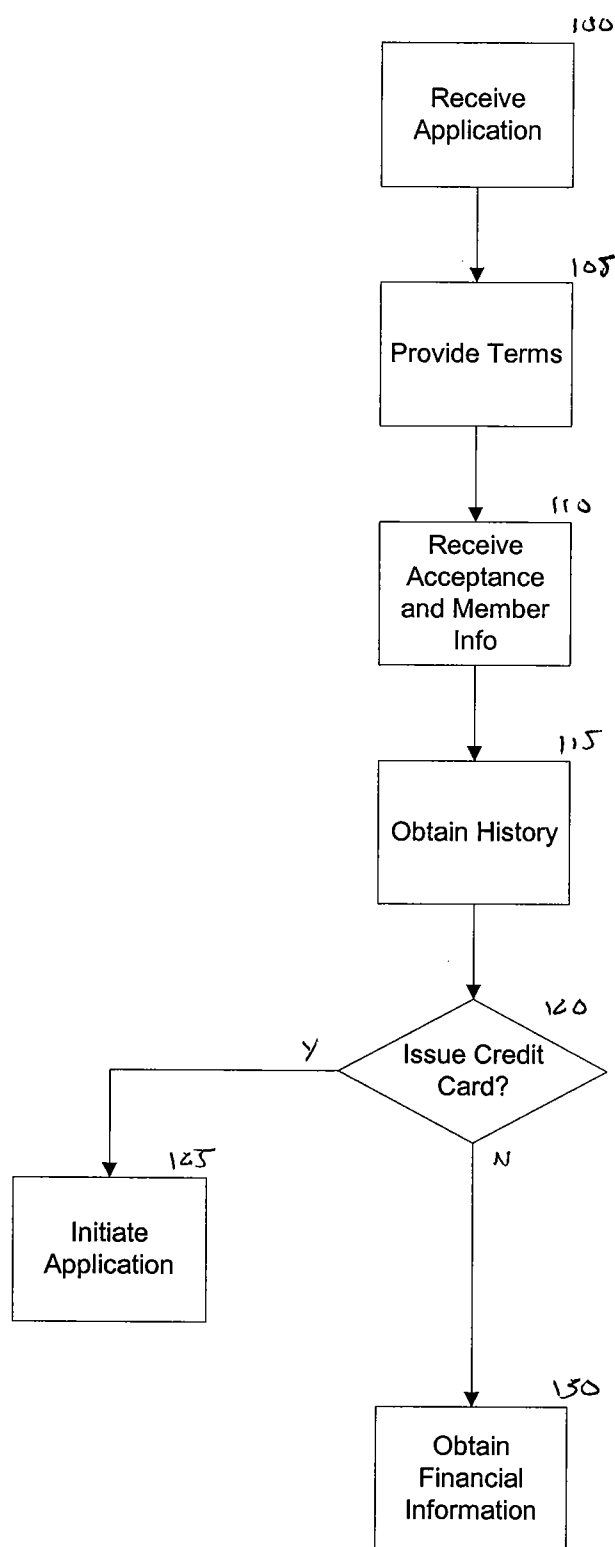 100
Receive
Application
105
Provide Terms
110
Receive
Acceptance
and Member
Info
115
Obtain History
120
Issue Credit
Card?
Y
N
125
Initiate
Application
130
Obtain
Financial
Information